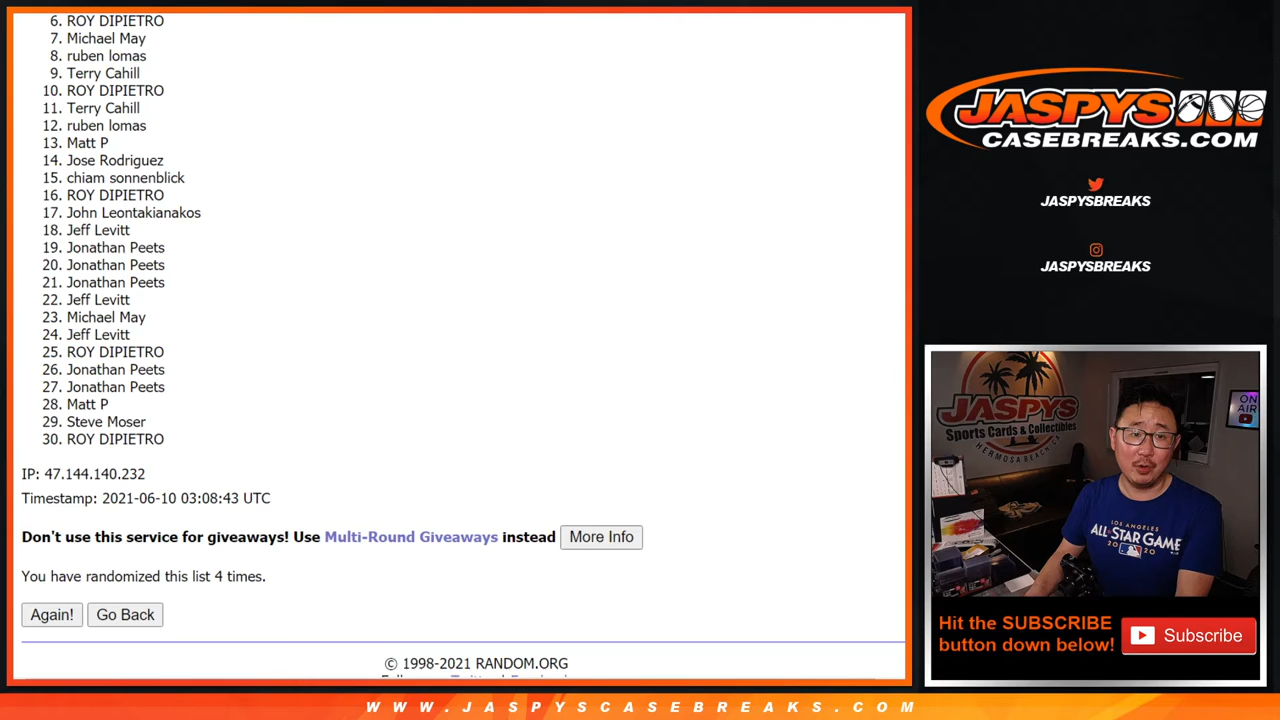 6. ROY DIPIETRO
7. Michael May
8. ruben lomas
9. Terry Cahill
10. ROY DIPIETRO
11. Terry Cahill
12. ruben lomas
13. Matt P
14. Jose Rodriguez
15. chiam sonnenblick
16. ROY DIPIETRO
17. John Leontakianakos
18. Jeff Levitt
19. Jonathan Peets
20. Jonathan Peets
21. Jonathan Peets
22. Jeff Levitt
23. Michael May
24. Jeff Levitt
25. ROY DIPIETRO
26. Jonathan Peets
27. Jonathan Peets
28. Matt P
29. Steve Moser
30. ROY DIPIETRO
IP: 47.144.140.232
Timestamp: 2021-06-10 03:08:43 UTC
Don't use this service for giveaways! Use Multi-Round Giveaways instead More Info
You have randomized this list 4 times.
Again! Go Back
© 1998-2021 RANDOM.ORG
JASPYS
CASEBREAKS.COM
JASPYSBREAKS
JASPYSBREAKS
JASPYS
Sports Cards & Collectibles
HERMOSA BEACH, CA
ON
AIR
LOS ANGELES
ALL★STAR GAME
2020
Hit the SUBSCRIBE
button down below!
Subscribe
WWW.JASPYSCASEBREAKS.COM